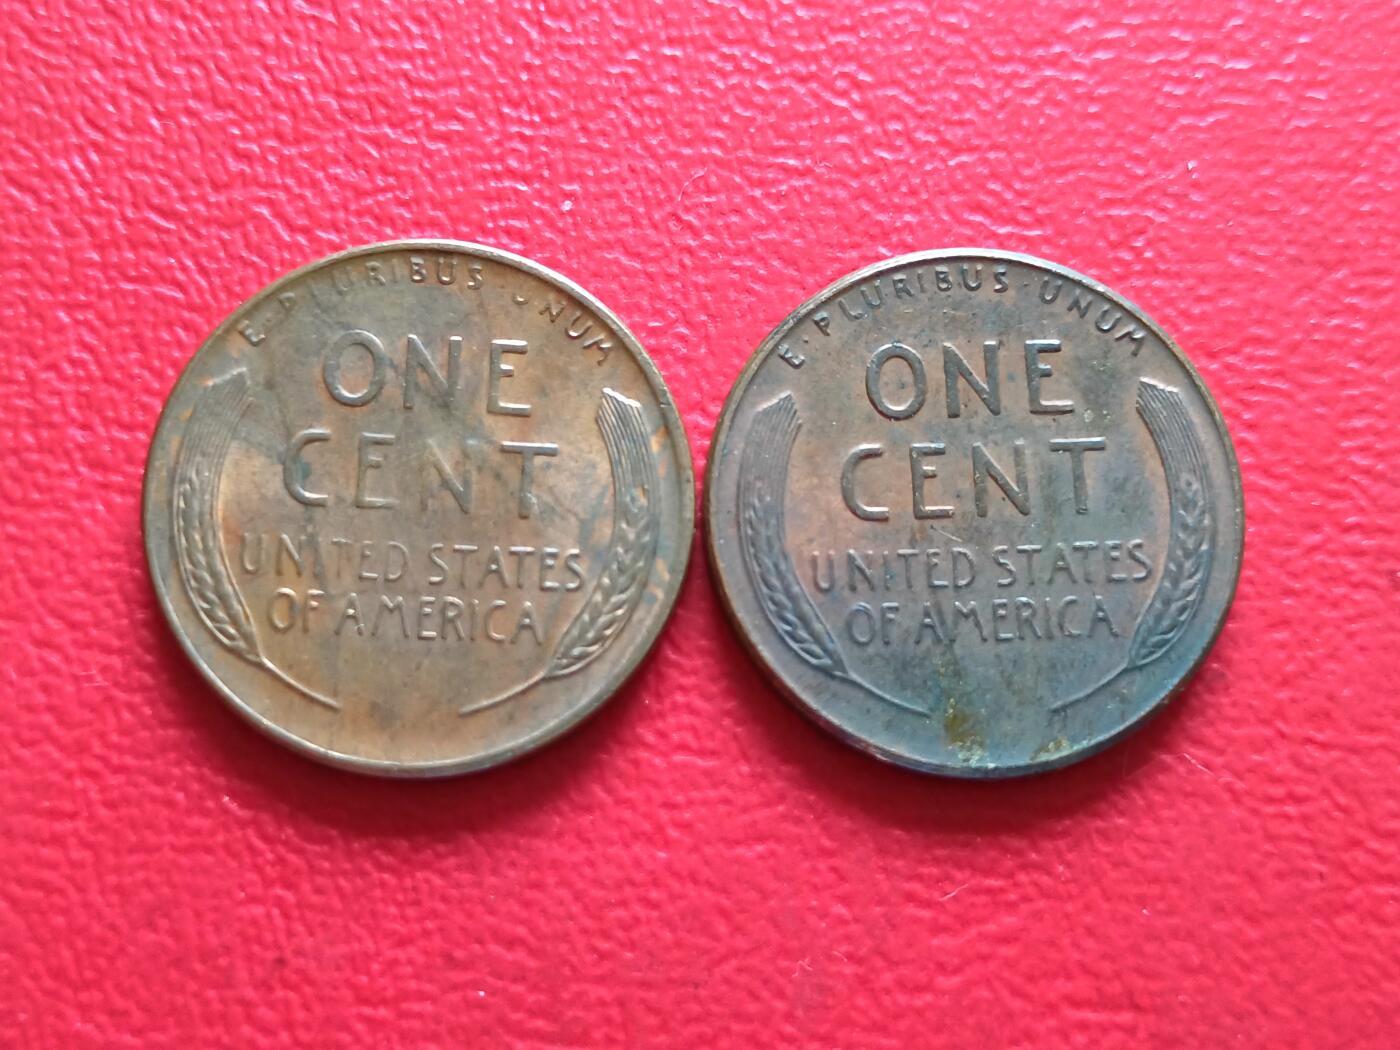 E · PLURIBUS · UNUM
ONE
CENT
UNITED STATES
OF AMERICA
E · PLURIBUS · UNUM
ONE
CENT
UNITED STATES
OF AMERICA